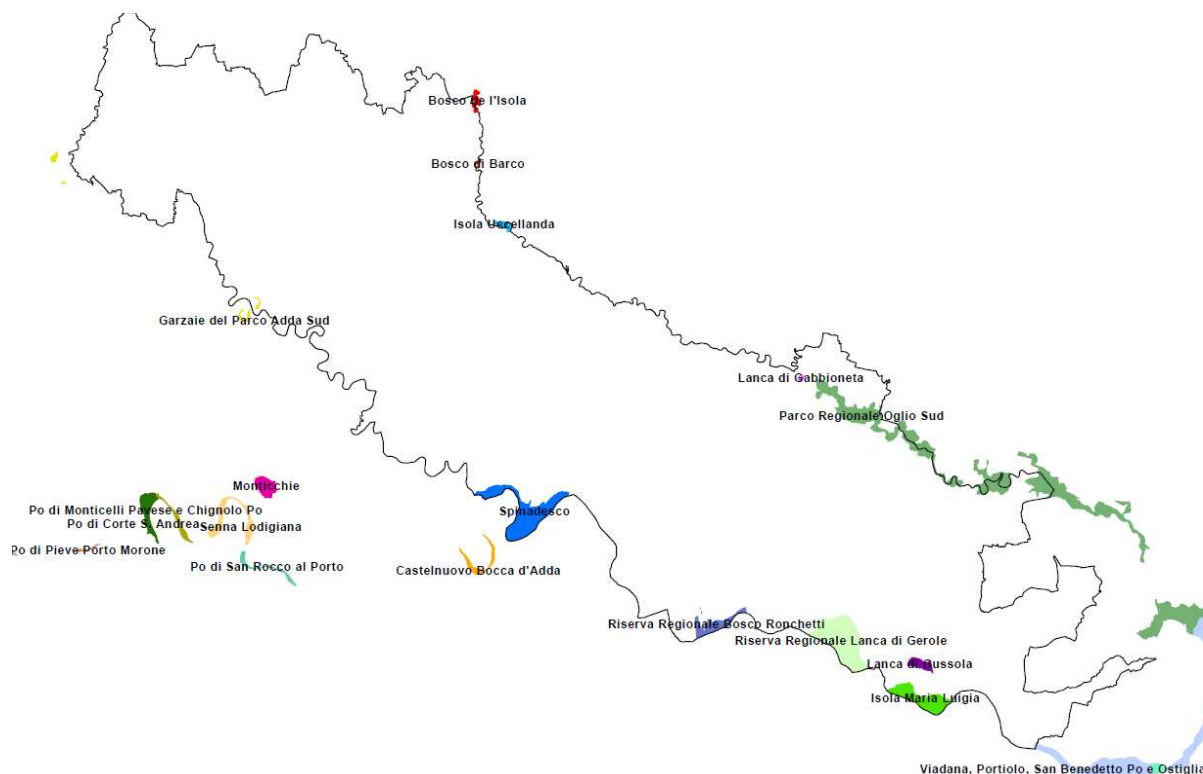 Bosco de l'Isola
Bosco di Barco
Isola Uccellanda
Garzaie del Parco Adda Sud
Lanca di Gabbioneta
Parco Regionale Oglio Sud
Monticchie
Po di Monticelli Pavese e Chignolo Po
Spinadesco
Po di Corte S. Andrea
Senna Lodigiana
Po di Pieve Porto Morone
Po di San Rocco al Porto
Castelnuovo Bocca d'Adda
Riserva Regionale Bosco Ronchetti
Riserva Regionale Lanca di Gerole
Lanca di Gussola
Isola Maria Luigia
Viadana, Portiolo, San Benedetto Po e Ostiglia